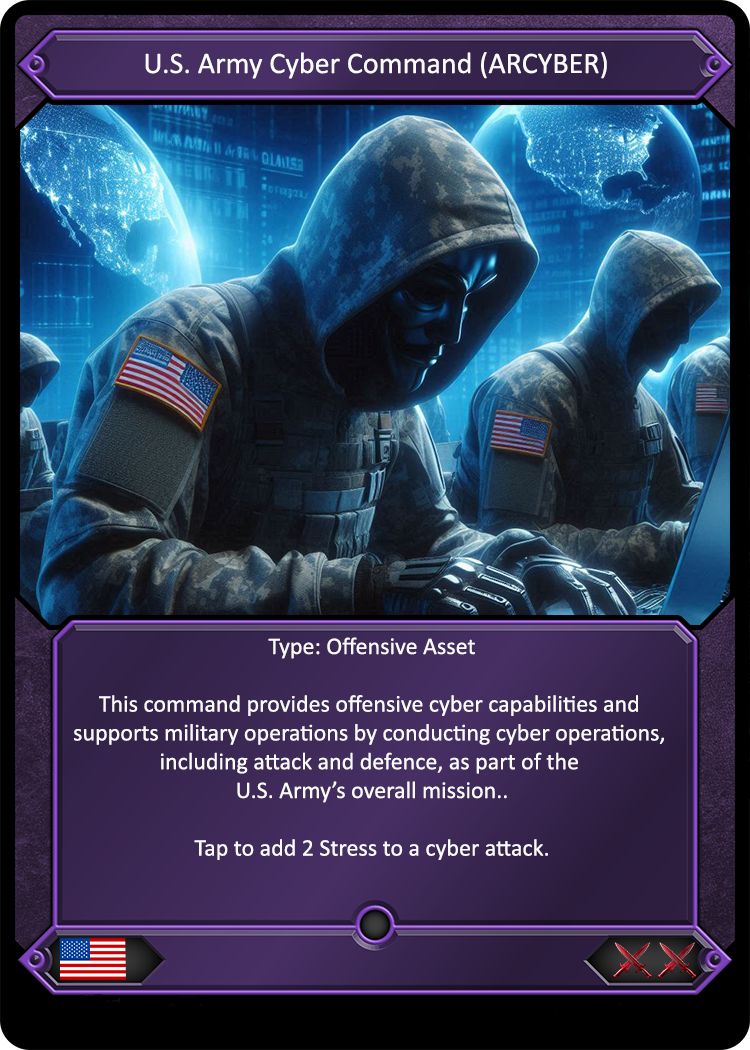 U.S. Army Cyber Command (ARCYBER)
Type: Offensive Asset
This command provides offensive cyber capabilities and
supports military operations by conducting cyber operations,
including attack and defence, as part of the
U.S. Army’s overall mission..
Tap to add 2 Stress to a cyber attack.